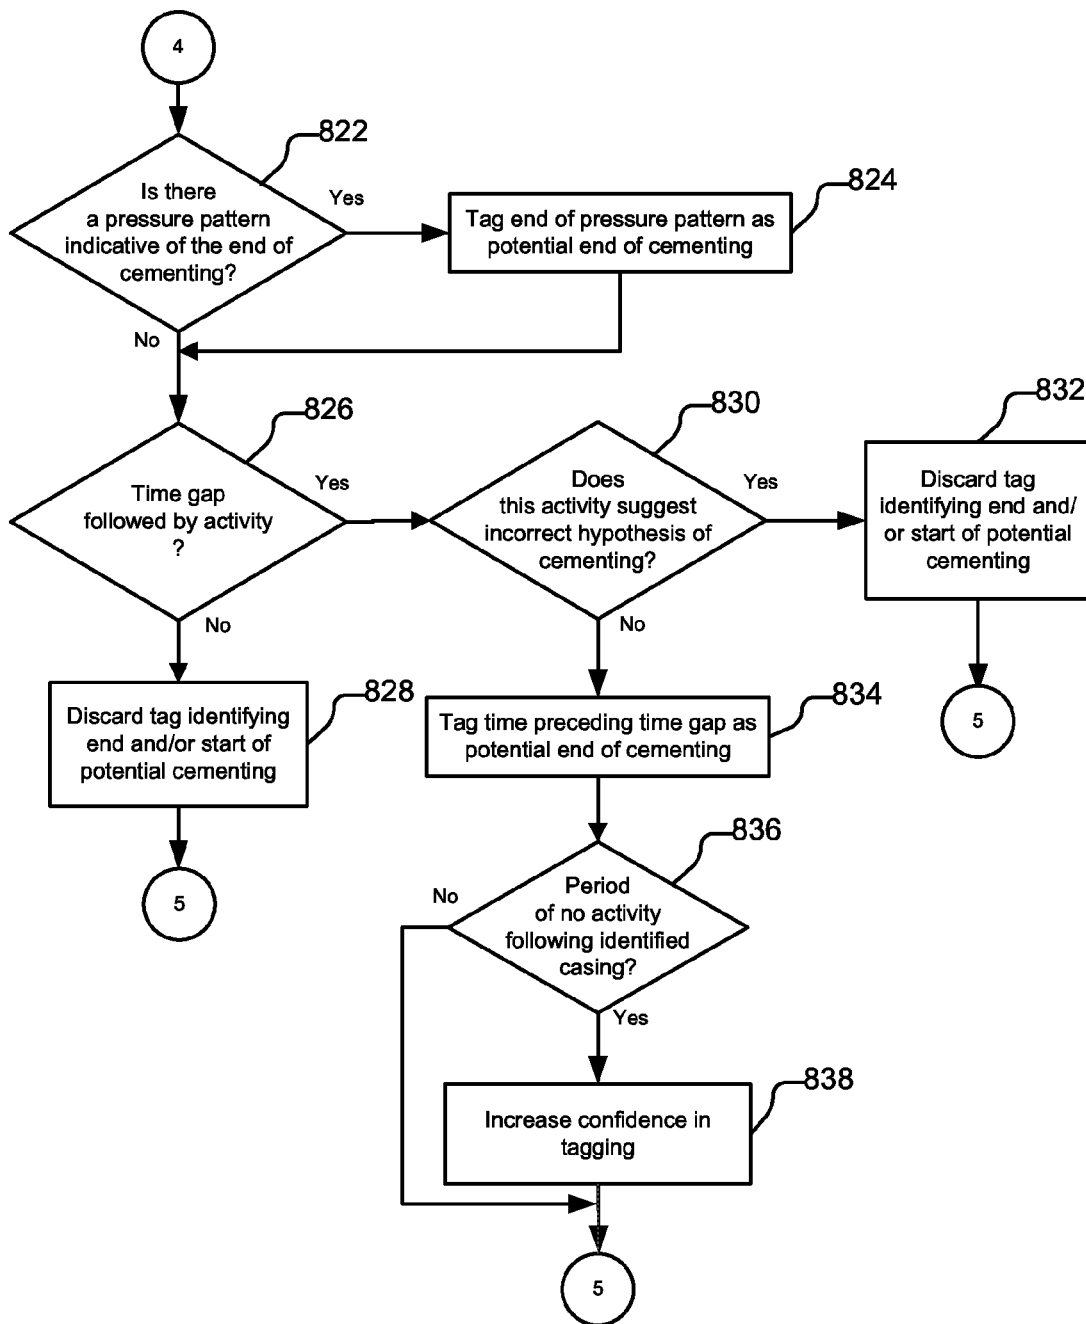 4
822
Is there
a pressure pattern
indicative of the end of
cementing?
Yes
824
Tag end of pressure pattern as
potential end of cementing
No
826
Time gap
followed by activity
?
Yes
830
Does
this activity suggest
incorrect hypothesis of
cementing?
Yes
832
Discard tag
identifying end and/
or start of potential
cementing
5
No
828
Discard tag identifying
end and/or start of
potential cementing
5
No
834
Tag time preceding time gap as
potential end of cementing
836
Period
of no activity
following identified
casing?
No
Yes
838
Increase confidence in
tagging
5